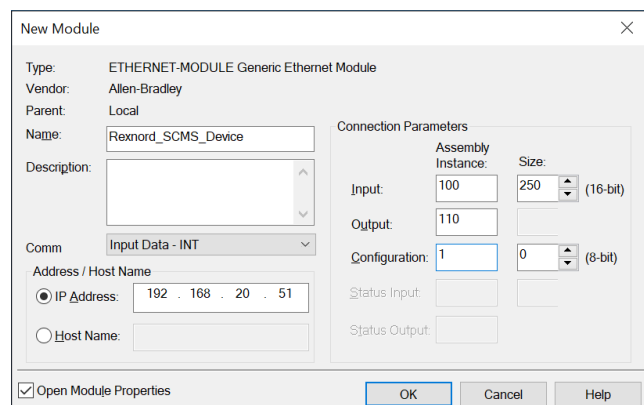 New Module
Type: ETHERNET-MODULE Generic Ethernet Module
Vendor: Allen-Bradley
Parent: Local
Name: Rexnord_SCMS_Device
Description:
Comm Input Data - INT
Address / Host Name
IP Address: 192 . 168 . 20 . 51
Host Name:
Connection Parameters
Assembly
Instance: Size:
Input: 100 250 (16-bit)
Output: 110
Configuration: 1 0 (8-bit)
Status Input:
Status Output:
Open Module Properties OK Cancel Help